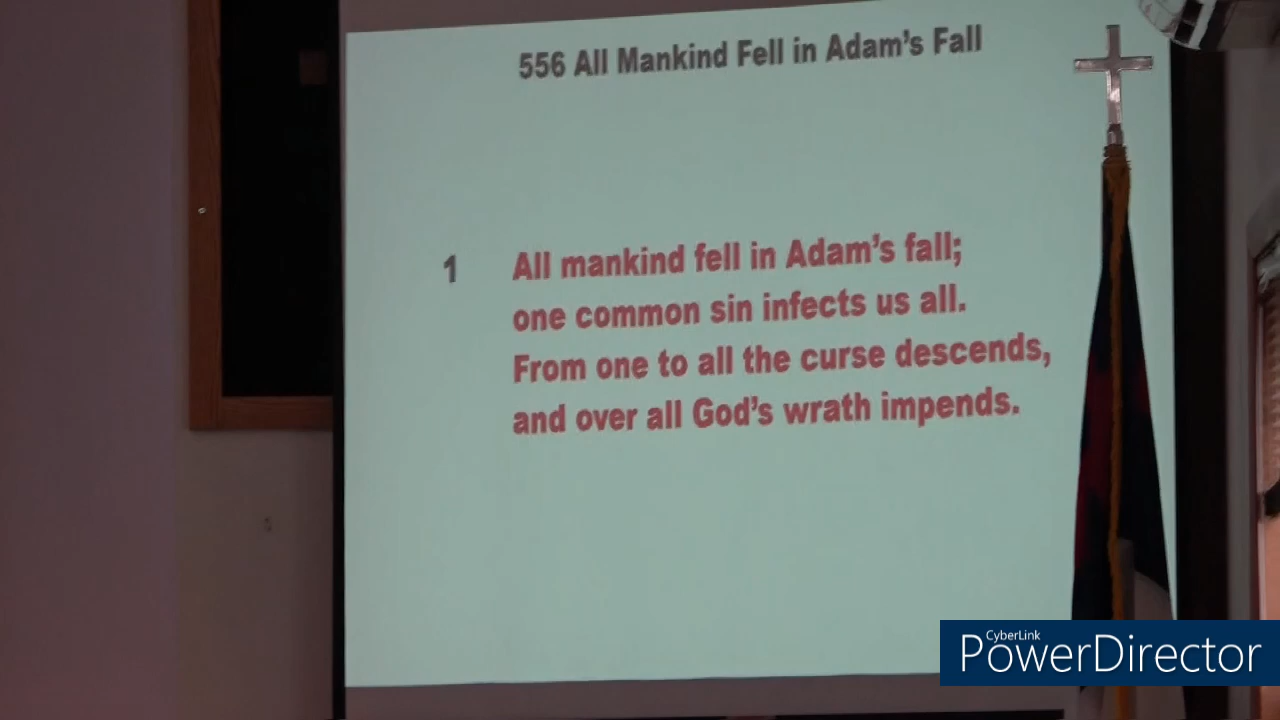 556 All Mankind Fell in Adam's Fall
1 All mankind fell in Adam's fall;
one common sin infects us all.
From one to all the curse descends,
and over all God's wrath impends.
CyberLink
PowerDirector